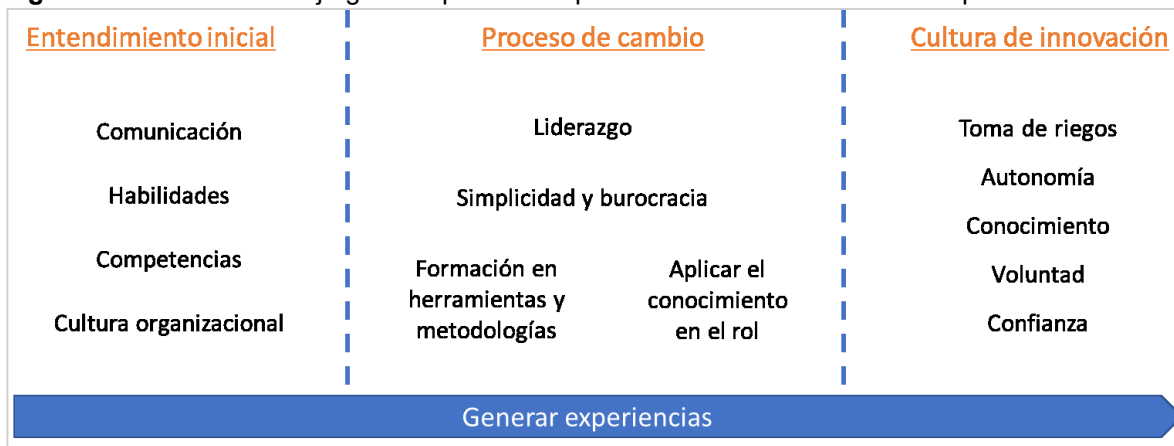 Entendimiento inicial
Comunicación
Habilidades
Competencias
Cultura organizacional
Proceso de cambio
Liderazgo
Simplicidad y burocracia
Formación en
herramientas y
metodologías
Aplicar el
conocimiento
en el rol
Cultura de innovación
Toma de riegos
Autonomía
Conocimiento
Voluntad
Confianza
Generar experiencias